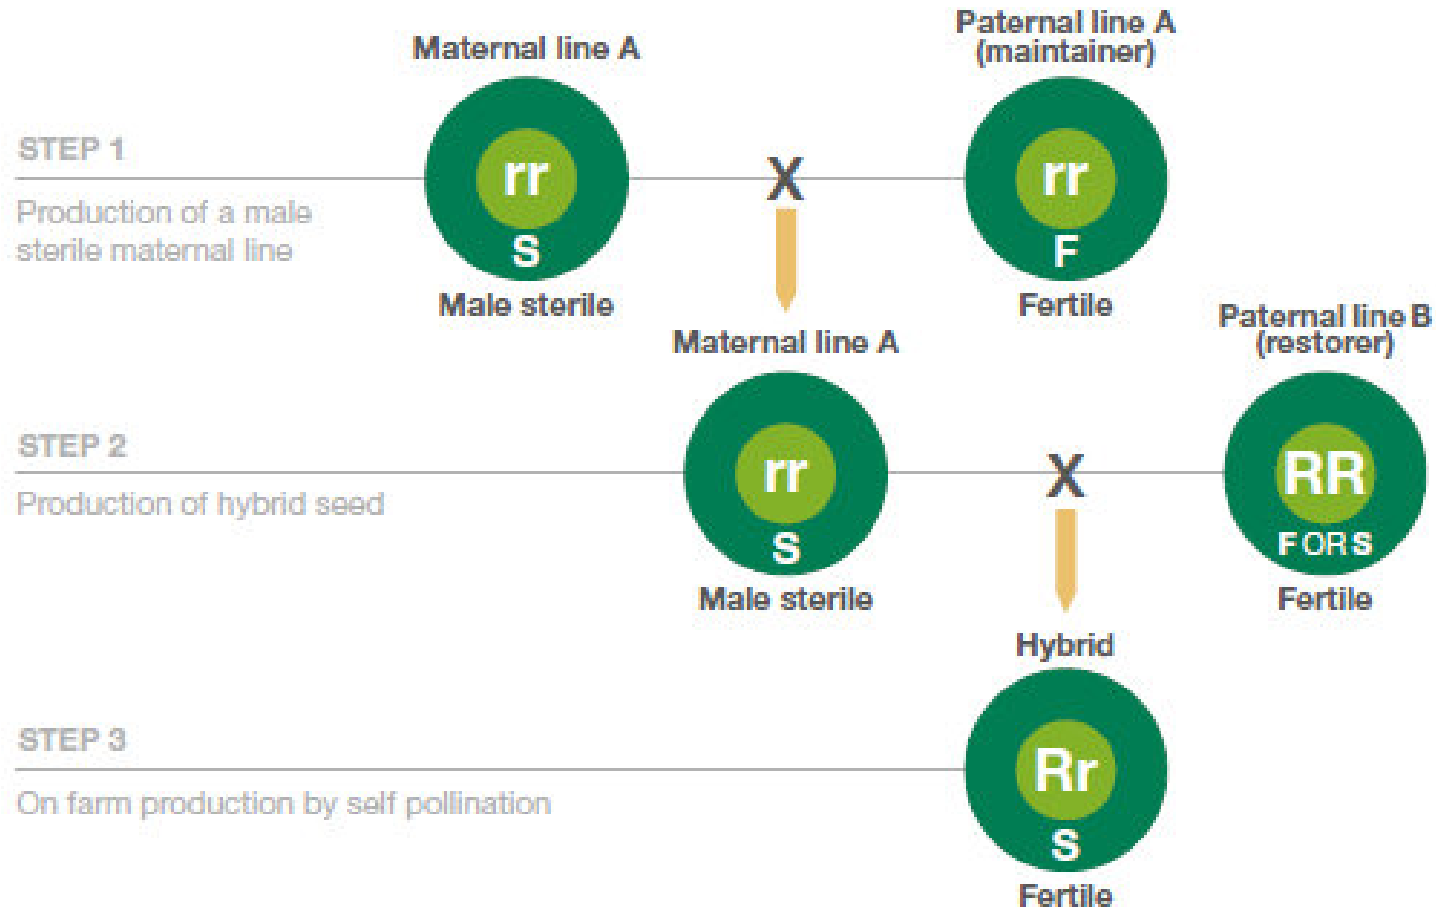 Maternal line A
Paternal line A
(maintainer)
STEP 1
rr
X
rr
Production of a male
sterile maternal line
S
F
Male sterile
Fertile
Maternal line A
Paternal line B
(restorer)
STEP 2
rr
X
RR
Production of hybrid seed
S
F OR S
Male sterile
Fertile
Hybrid
STEP 3
Rr
On farm production by self pollination
S
Fertile